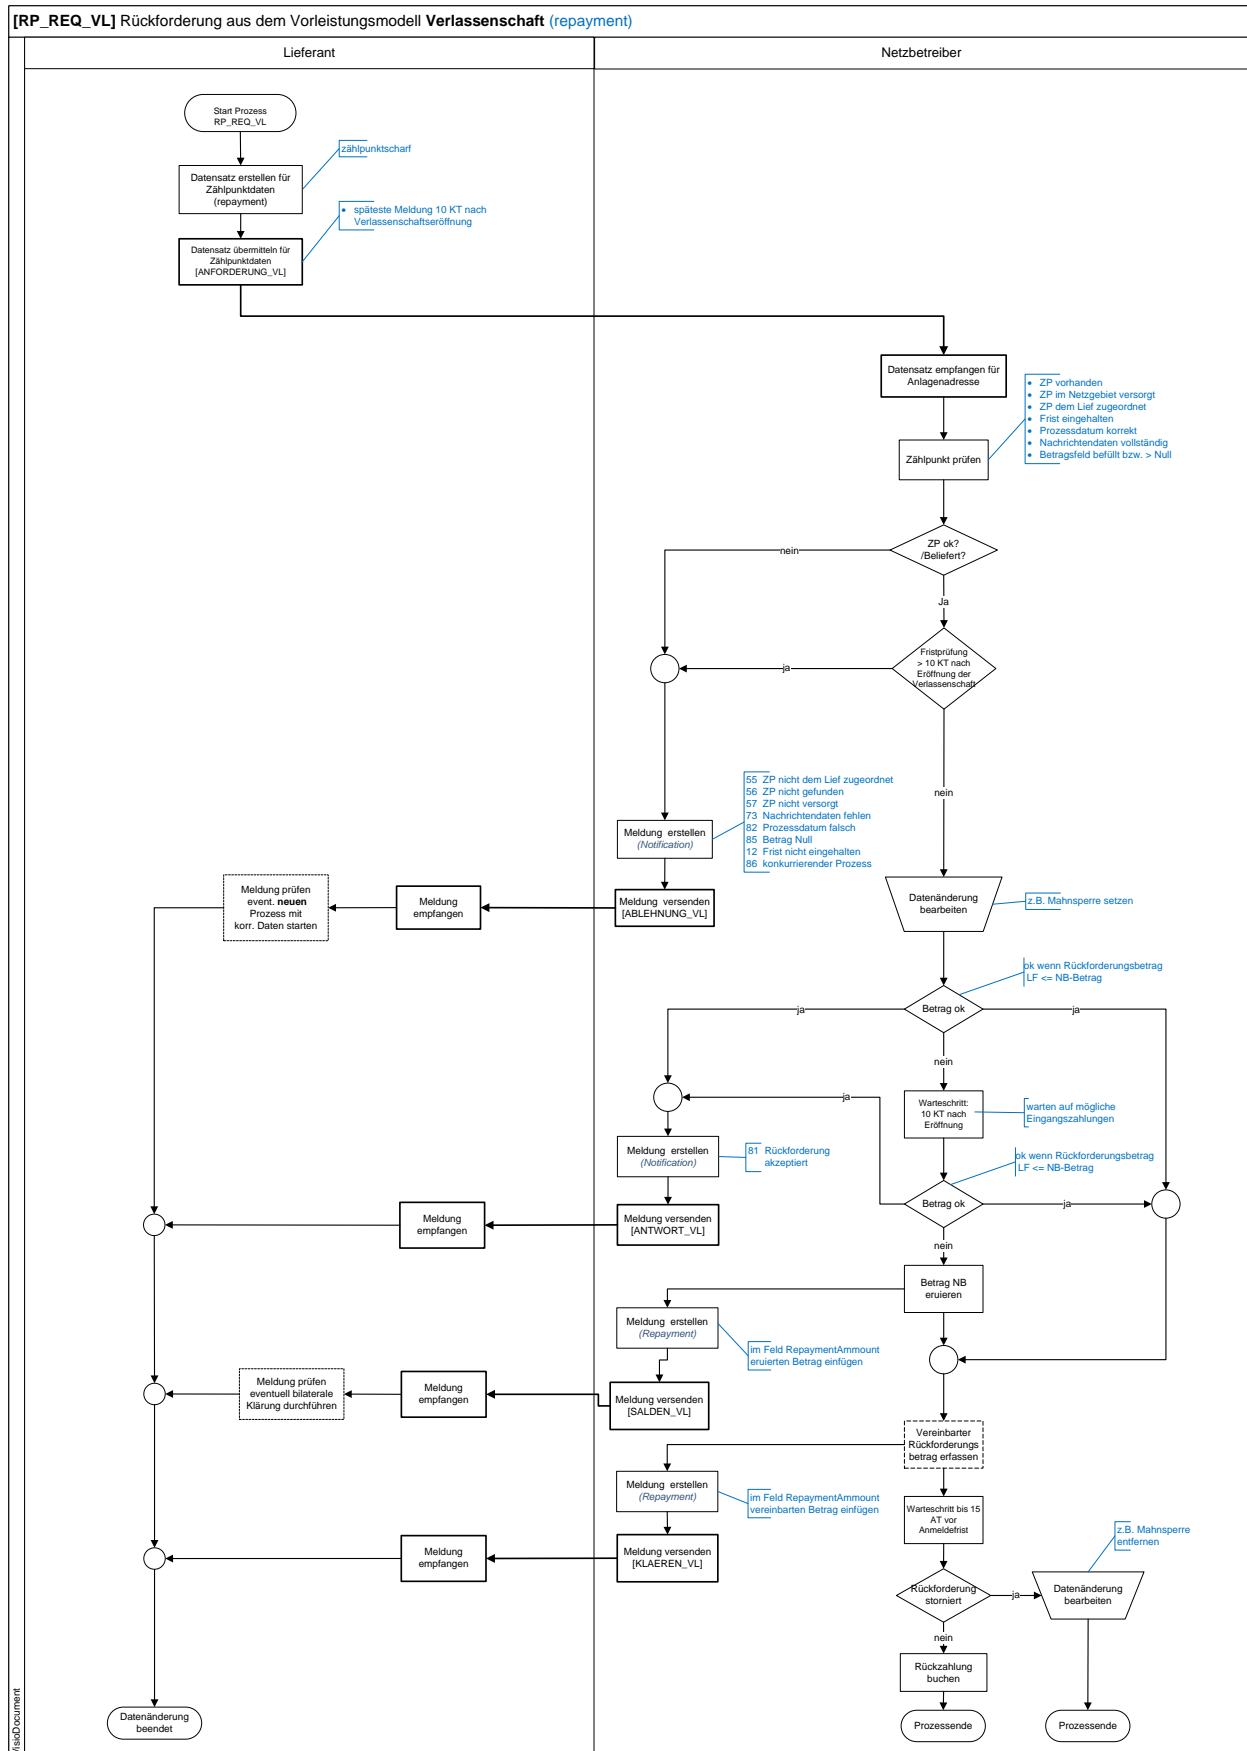 [RP_REQ_VL] Rückforderung aus dem Vorleistungsmodell Verlassenschaft (repayment)
Lieferant
Netzbetreiber
Start Prozess
RP_REQ_VL
zählpunktscharf
Datensatz erstellen für
Zählpunktdaten
(repayment)
• späteste Meldung 10 KT nach
Verlassenschaftseröffnung
Datensatz übermitteln für
Zählpunktdaten
[ANFORDERUNG_VL]
Datensatz empfangen für
Anlagenadresse
• ZP vorhanden
• ZP im Netzgebiet versorgt
• ZP dem Lief zugeordnet
• Frist eingehalten
• Prozessdatum korrekt
• Nachrichtendaten vollständig
• Betragsfeld befüllt bzw. > Null
Zählpunkt prüfen
ZP ok?
/Beliefert?
nein
Ja
Fristprüfung
> 10 KT nach
Eröffnung der
Verlassenschaft
ja
nein
55 ZP nicht dem Lief zugeordnet
56 ZP nicht gefunden
57 ZP nicht versorgt
73 Nachrichtendaten fehlen
82 Prozessdatum falsch
85 Betrag Null
12 Frist nicht eingehalten
86 konkurrierender Prozess
Meldung erstellen
(Notification)
Meldung prüfen
event. neuen
Prozess mit
korr. Daten starten
Meldung
empfangen
Meldung versenden
[ABLEHNUNG_VL]
Datenänderung
bearbeiten
z.B. Mahnsperre setzen
ok wenn Rückforderungsbetrag
LF <= NB-Betrag
Betrag ok
ja
ja
nein
Warteschritt:
10 KT nach
Eröffnung
warten auf mögliche
Eingangszahlungen
ja
Meldung erstellen
(Notification)
81 Rückforderung
akzeptiert
ok wenn Rückforderungsbetrag
LF <= NB-Betrag
Betrag ok
ja
Meldung
empfangen
Meldung versenden
[ANTWORT_VL]
nein
Betrag NB
eruieren
Meldung erstellen
(Repayment)
im Feld RepaymentAmmount
eruierten Betrag einfügen
Meldung prüfen
eventuell bilaterale
Klärung durchführen
Meldung
empfangen
Meldung versenden
[SALDEN_VL]
Vereinbarter
Rückforderungs
betrag erfassen
Meldung erstellen
(Repayment)
im Feld RepaymentAmmount
vereinbarten Betrag einfügen
Warteschritt bis 15
AT vor
Anmeldefrist
z.B. Mahnsperre
entfernen
Meldung
empfangen
Meldung versenden
[KLAEREN_VL]
Rückforderung
storniert
ja
Datenänderung
bearbeiten
nein
Rückzahlung
buchen
Datenänderung
beendet
Prozessende
Prozessende
VisioDocument